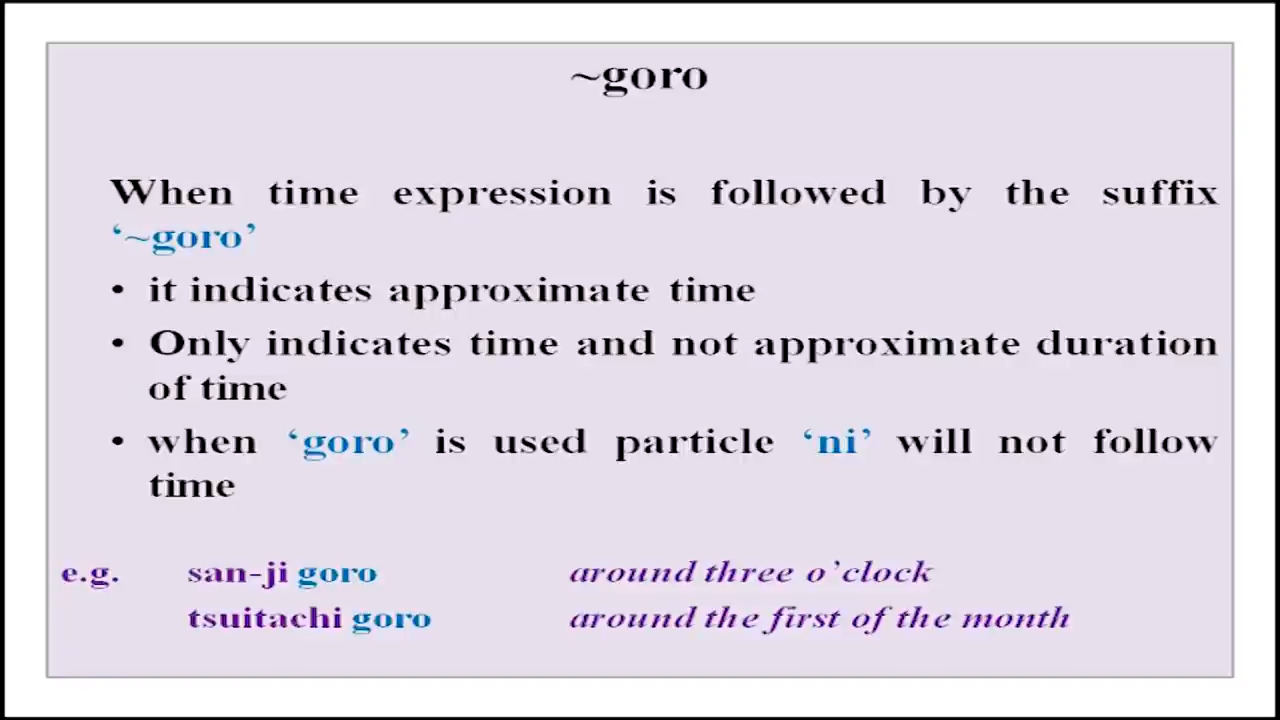 ~goro
When time expression is followed by the suffix
‘~goro’
• it indicates approximate time
• Only indicates time and not approximate duration
of time
• when ‘goro’ is used particle ‘ni’ will not follow
time
e.g. san-ji goro around three o’clock
tsuitachi goro around the first of the month